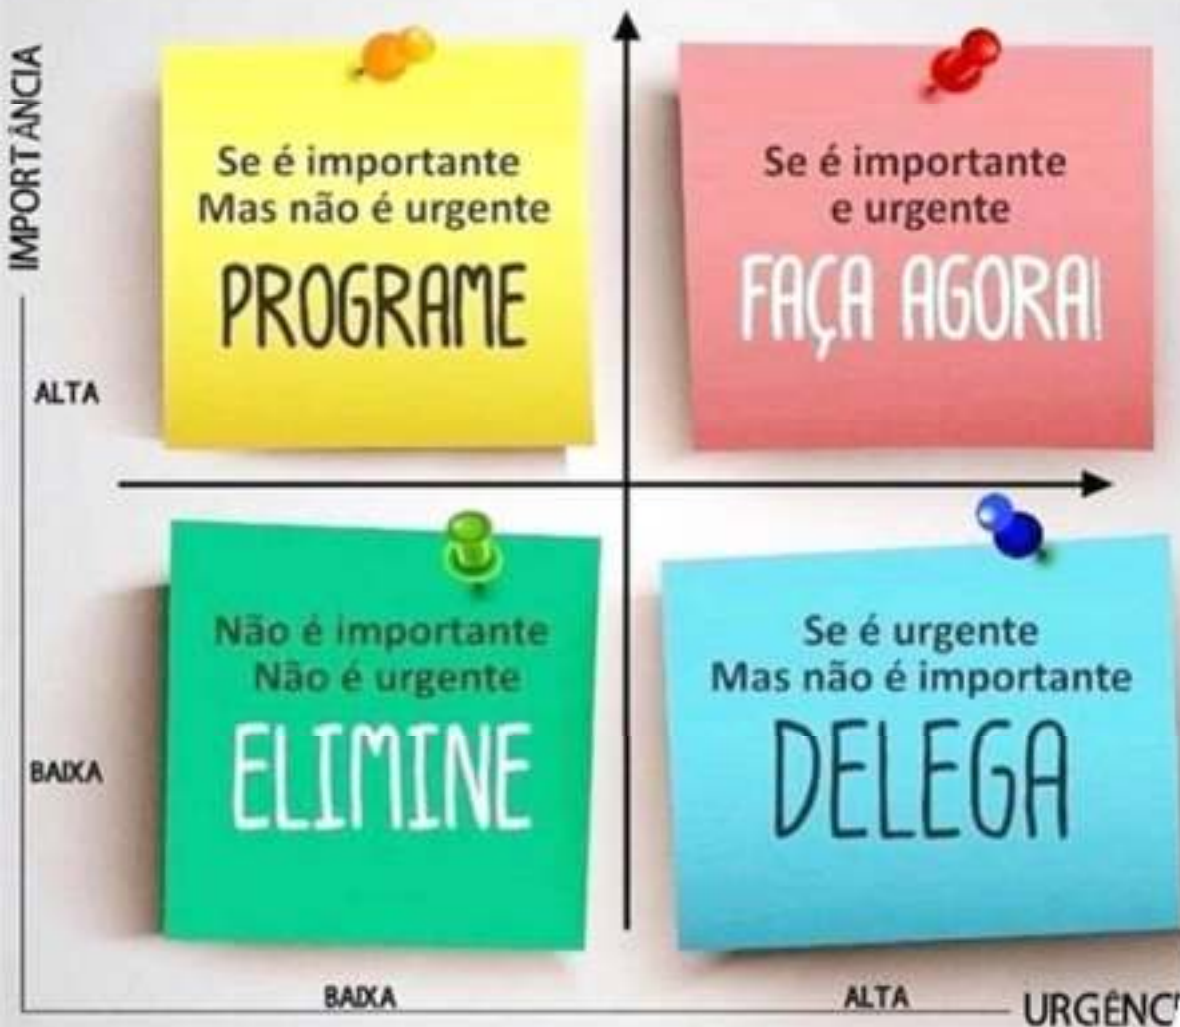 IMPORTÂNCIA
Se é importante
Mas não é urgente
PROGRAME
Se é importante
e urgente
FAÇA AGORA!
ALTA
Não é importante
Não é urgente
ELIMINE
Se é urgente
Mas não é importante
DELEGA
BAIXA
BAIXA
ALTA
URGÊNC